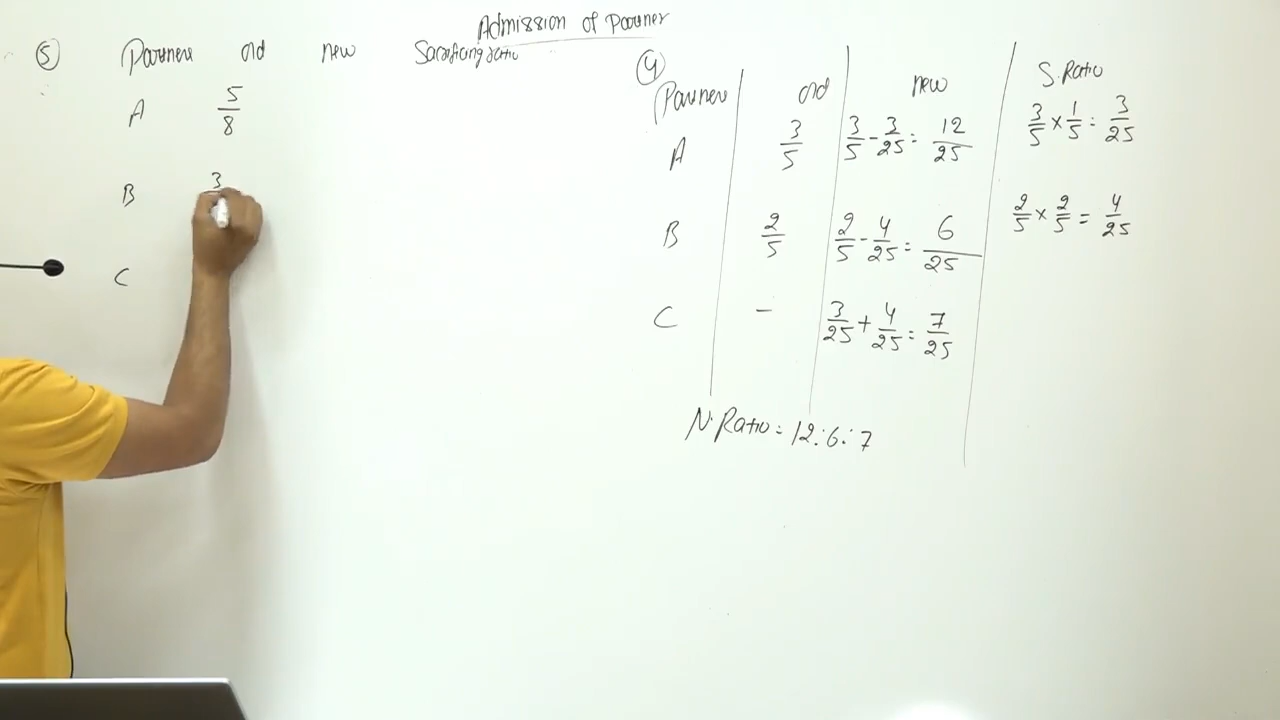 Admission of Partner
⑤ Partners old new Sacrificing ratio
A 5/8
B 3
C
④
Partners old new S.Ratio
A 3/5 3/5 - 3/25 = 12/25 3/5 × 1/5 = 3/25
B 2/5 2/5 - 4/25 = 6/25 2/5 × 2/5 = 4/25
C - 3/25 + 4/25 = 7/25
N.Ratio = 12:6:7